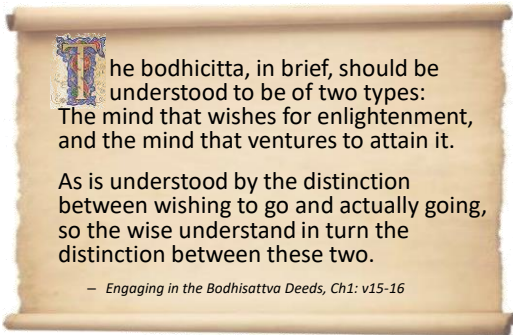 The bodhicitta, in brief, should be
understood to be of two types:
The mind that wishes for enlightenment,
and the mind that ventures to attain it.
As is understood by the distinction
between wishing to go and actually going,
so the wise understand in turn the
distinction between these two.
– Engaging in the Bodhisattva Deeds, Ch1: v15-16